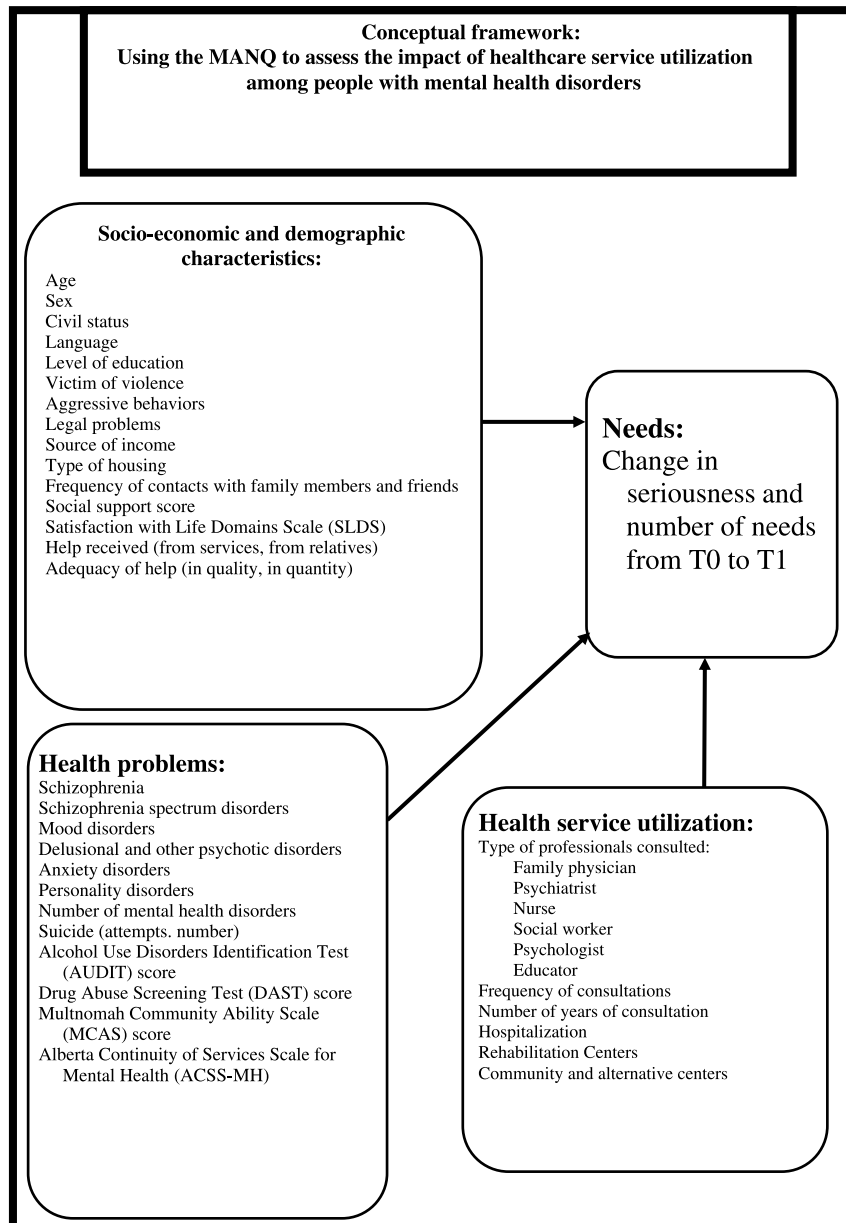 Conceptual framework:
Using the MANQ to assess the impact of healthcare service utilization
among people with mental health disorders
Socio-economic and demographic
characteristics:
Age
Sex
Civil status
Language
Level of education
Victim of violence
Aggressive behaviors
Legal problems
Source of income
Type of housing
Frequency of contacts with family members and friends
Social support score
Satisfaction with Life Domains Scale (SLDS)
Help received (from services, from relatives)
Adequacy of help (in quality, in quantity)
Needs:
Change in
seriousness and
number of needs
from T0 to T1
Health problems:
Schizophrenia
Schizophrenia spectrum disorders
Mood disorders
Delusional and other psychotic disorders
Anxiety disorders
Personality disorders
Number of mental health disorders
Suicide (attempts. number)
Alcohol Use Disorders Identification Test
(AUDIT) score
Drug Abuse Screening Test (DAST) score
Multnomah Community Ability Scale
(MCAS) score
Alberta Continuity of Services Scale for
Mental Health (ACSS-MH)
Health service utilization:
Type of professionals consulted:
Family physician
Psychiatrist
Nurse
Social worker
Psychologist
Educator
Frequency of consultations
Number of years of consultation
Hospitalization
Rehabilitation Centers
Community and alternative centers